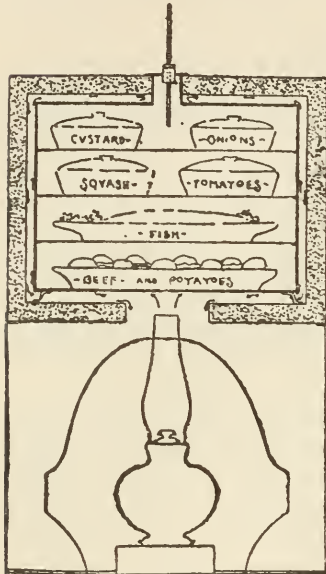 CUSTARD - ONIONS -
SQUASH - - TOMATOES -
- FISH -
- BEEF - AND POTATOES